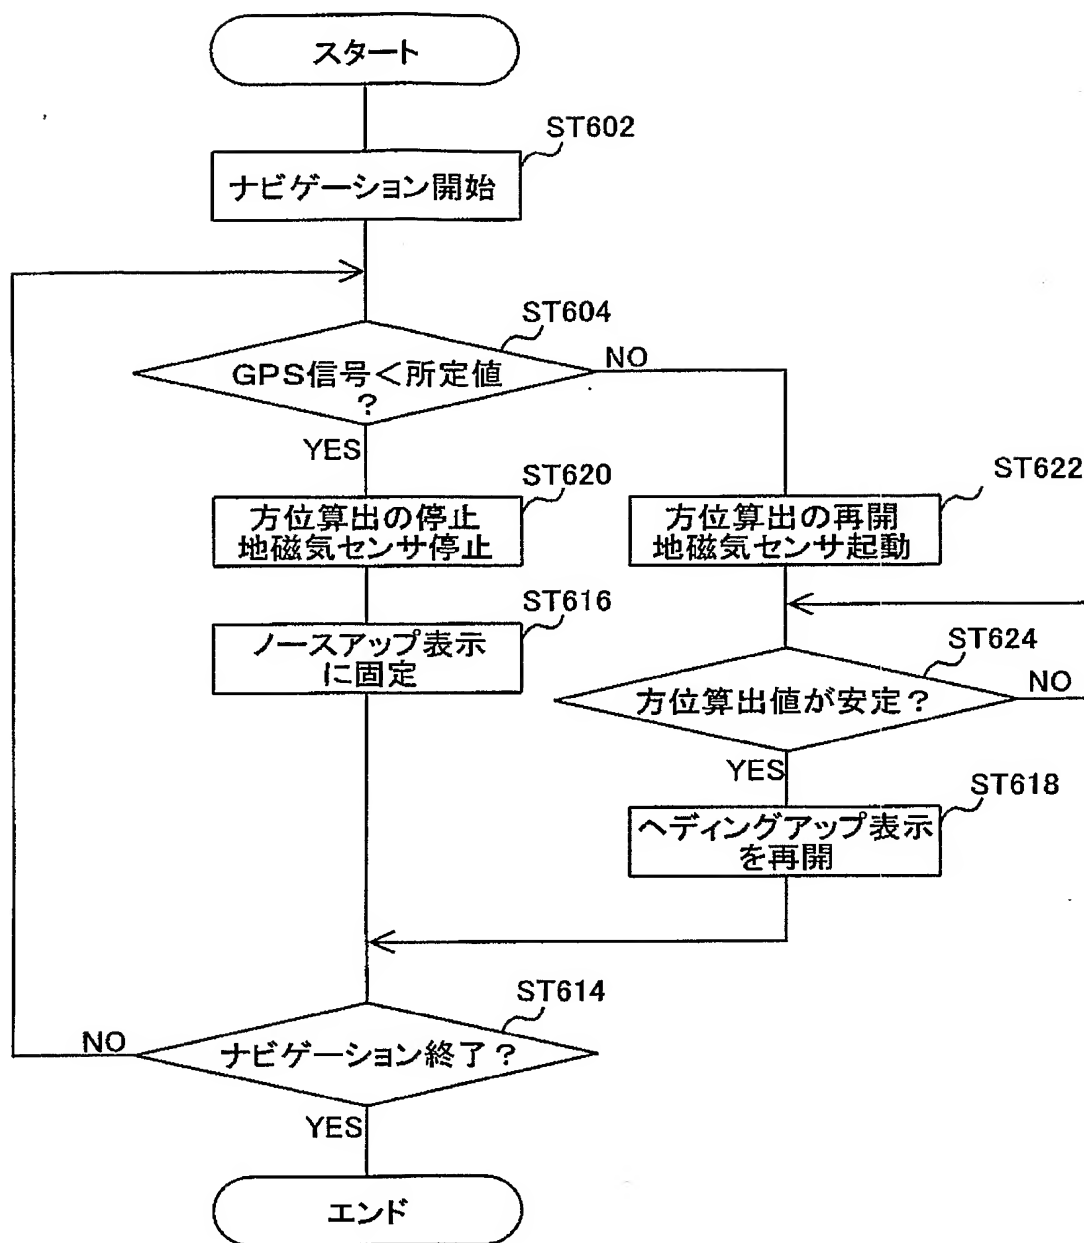 スタート
ST602
ナビゲーション開始
ST604
GPS信号<所定値
?
NO
YES
ST620
方位算出の停止
地磁気センサ停止
ST622
方位算出の再開
地磁気センサ起動
ST616
ノースアップ表示
に固定
ST624
方位算出値が安定?
NO
YES
ST618
ヘディングアップ表示
を再開
ST614
ナビゲーション終了?
NO
YES
エンド